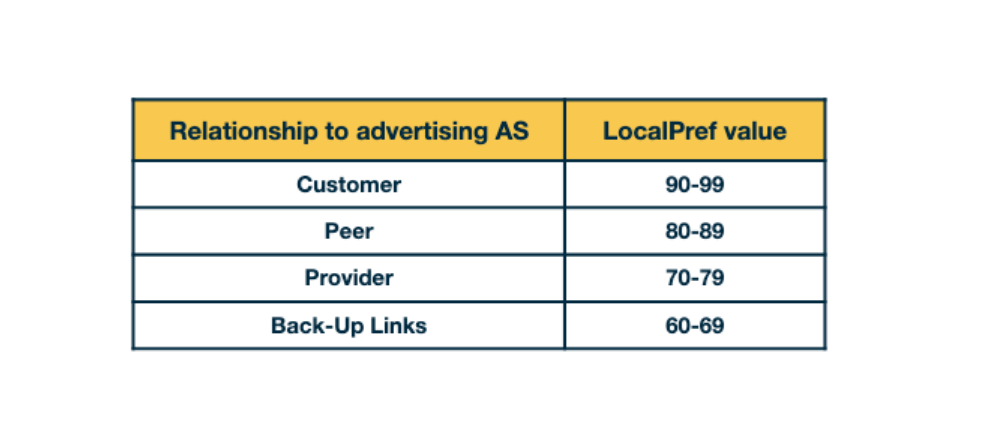 Relationship to advertising AS LocalPref value
Customer 90-99
Peer 80-89
Provider 70-79
Back-Up Links 60-69